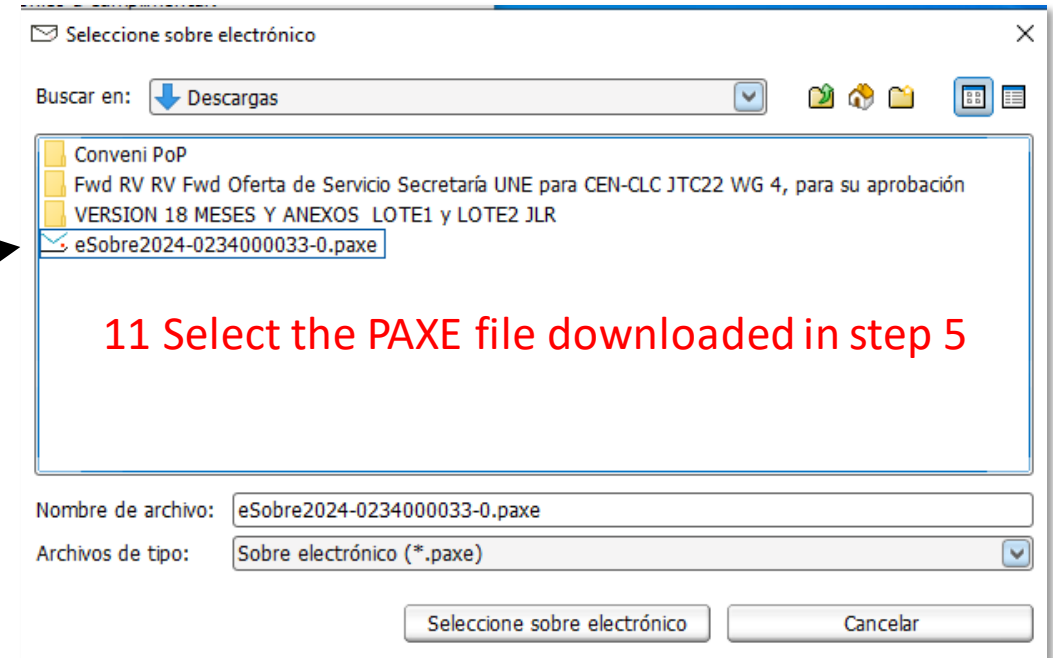 Seleccione sobre electrónico
Buscar en: Descargas
Conveni PoP
Fwd RV RV Fwd Oferta de Servicio Secretaría UNE para CEN-CLC JTC22 WG 4, para su aprobación
VERSION 18 MESES Y ANEXOS LOTE1 y LOTE2 JLR
eSobre2024-0234000033-0.paxe
11 Select the PAXE file downloaded in step 5
Nombre de archivo: eSobre2024-0234000033-0.paxe
Archivos de tipo: Sobre electrónico (*.paxe)
Seleccione sobre electrónico Cancelar